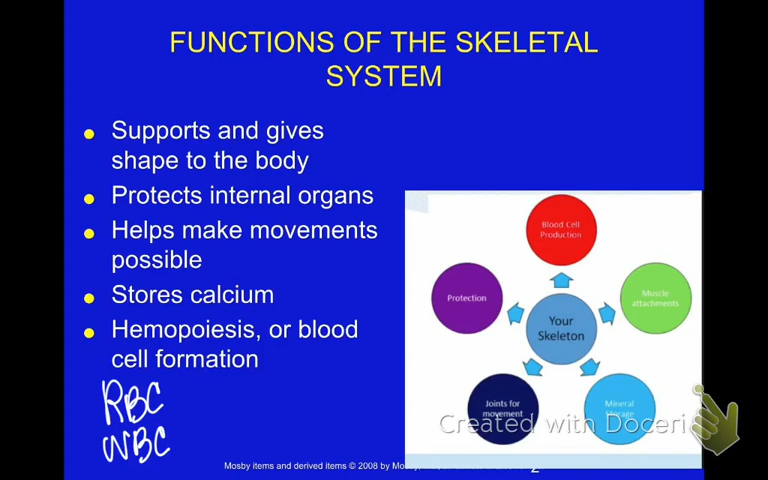 FUNCTIONS OF THE SKELETAL
SYSTEM
Supports and gives
shape to the body
Protects internal organs
Helps make movements
possible
Stores calcium
Hemopoiesis, or blood
cell formation
RBC
WBC
Blood Cell
Production
Protection
Muscle
attachments
Your
Skeleton
Joints for
movement
Mineral
Storage
Created with Doceri
Mosby items and derived items © 2008 by
2